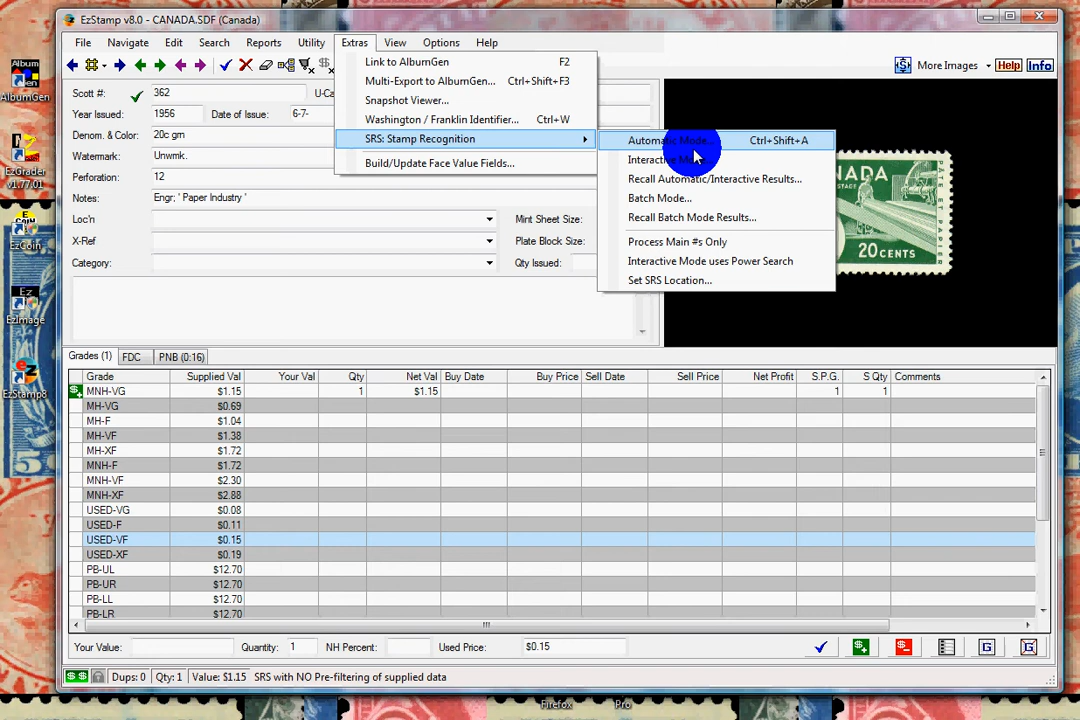 EzStamp v8.0 - CANADA.SDF (Canada)
File Navigate Edit Search Reports Utility Extras View Options Help
More Images Help Info
Link to AlbumGen F2
Multi-Export to AlbumGen... Ctrl+Shift+F3
Snapshot Viewer...
Washington / Franklin Identifier... Ctrl+W
SRS: Stamp Recognition
Build/Update Face Value Fields...
Automatic Mode... Ctrl+Shift+A
Interactive Mode...
Recall Automatic/Interactive Results...
Batch Mode...
Recall Batch Mode Results...
Process Main #s Only
Interactive Mode uses Power Search
Set SRS Location...
Scott #: 362 U-Ca
Year Issued: 1956 Date of Issue: 6-7-
Denom. & Color: 20c gm
Watermark: Unwmk.
Perforation: 12
Notes: Engr; ' Paper Industry '
Loc'n Mint Sheet Size:
X-Ref Plate Block Size:
Category: Qty Issued:
NADA
POSTES POSTAGE
PATE ET PAPIER
20CENTS
Grades (1) FDC PNB (0:16)
Grade Supplied Val Your Val Qty Net Val Buy Date Buy Price Sell Date Sell Price Net Profit S.P.G. S Qty Comments
MNH-VG $1.15 1 $1.15 1 1
MH-VG $0.69
MH-F $1.04
MH-VF $1.38
MH-XF $1.72
MNH-F $1.72
MNH-VF $2.30
MNH-XF $2.88
USED-VG $0.08
USED-F $0.11
USED-VF $0.15
USED-XF $0.19
PB-UL $12.70
PB-UR $12.70
PB-LL $12.70
PB-LR $12.70
Your Value: Quantity: 1 NH Percent: Used Price: $0.15
Dups: 0 Qty: 1 Value: $1.15 SRS with NO Pre-filtering of supplied data
Album
Gen
AlbumGen
EzGrader
v1.77.01
EzCoin
Ez
EzImage
EzStamp8
Firefox
Pro